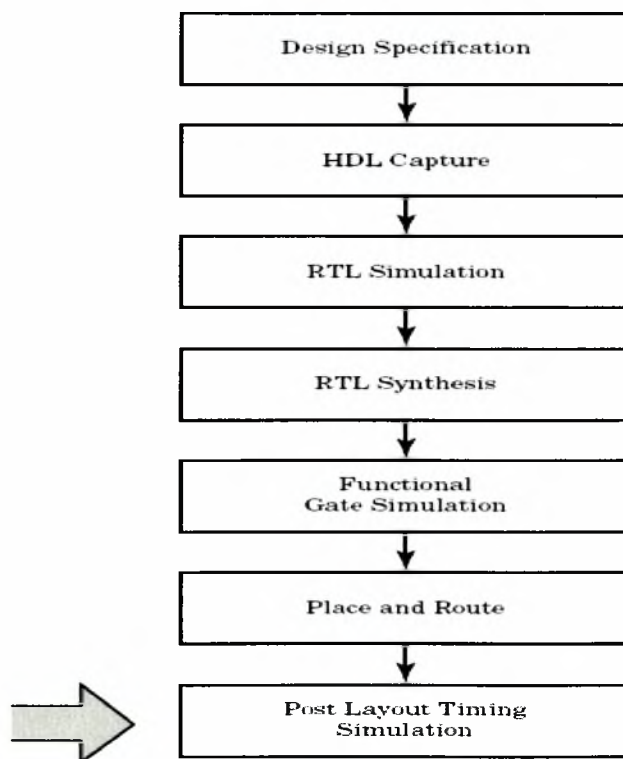 Design Specification
HDL Capture
RTL Simulation
RTL Synthesis
Functional
Gate Simulation
Place and Route
Post Layout Timing
Simulation